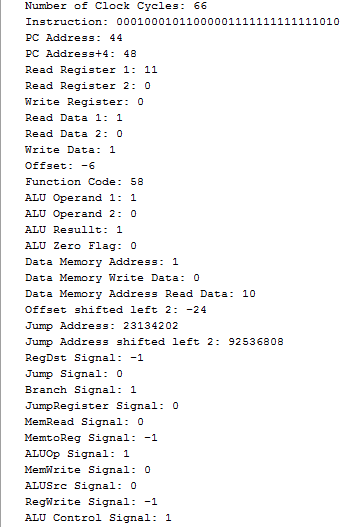 Number of Clock Cycles: 66
Instruction: 00010001011000001111111111111010
PC Address: 44
PC Address+4: 48
Read Register 1: 11
Read Register 2: 0
Write Register: 0
Read Data 1: 1
Read Data 2: 0
Write Data: 1
Offset: -6
Function Code: 58
ALU Operand 1: 1
ALU Operand 2: 0
ALU Resullt: 1
ALU Zero Flag: 0
Data Memory Address: 1
Data Memory Write Data: 0
Data Memory Address Read Data: 10
Offset shifted left 2: -24
Jump Address: 23134202
Jump Address shifted left 2: 92536808
RegDst Signal: -1
Jump Signal: 0
Branch Signal: 1
JumpRegister Signal: 0
MemRead Signal: 0
MemtoReg Signal: -1
ALUOp Signal: 1
MemWrite Signal: 0
ALUSrc Signal: 0
RegWrite Signal: -1
ALU Control Signal: 1